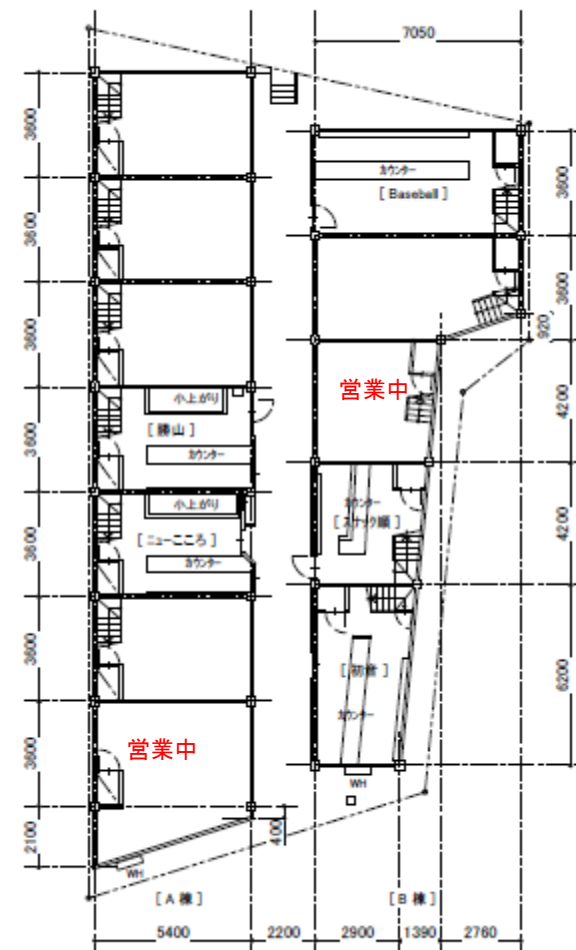 7050
3600
3600
3600
3600
3600
3600
3600
2100
カウンター
[ Baseball ]
営業中
小上がり
[ 勝山 ]
カウンター
小上がり
[ ニューこころ ]
カウンター
営業中
WH
400
カウンター
[ スナック順 ]
[ 初音 ]
カウンター
WH
3600
3600
920
4200
4200
6200
[ A 棟 ]
[ B 棟 ]
5400
2200
2900
1390
2760